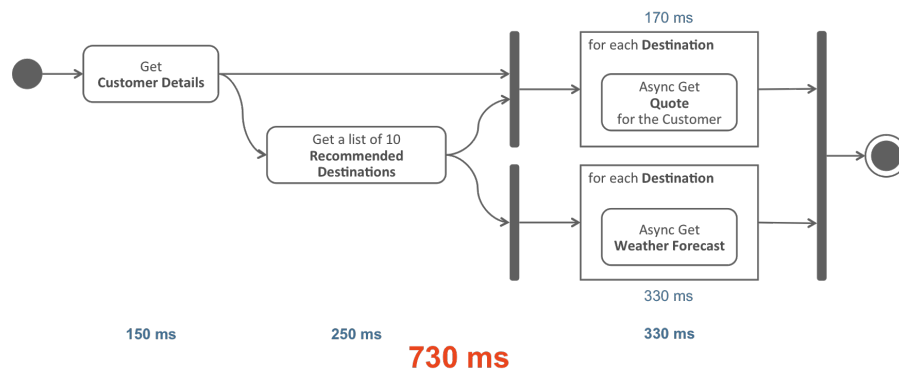 170 ms
for each Destination
Get
Customer Details
Async Get
Quote
for the Customer
Get a list of 10
Recommended
Destinations
for each Destination
Async Get
Weather Forecast
330 ms
150 ms
250 ms
330 ms
730 ms